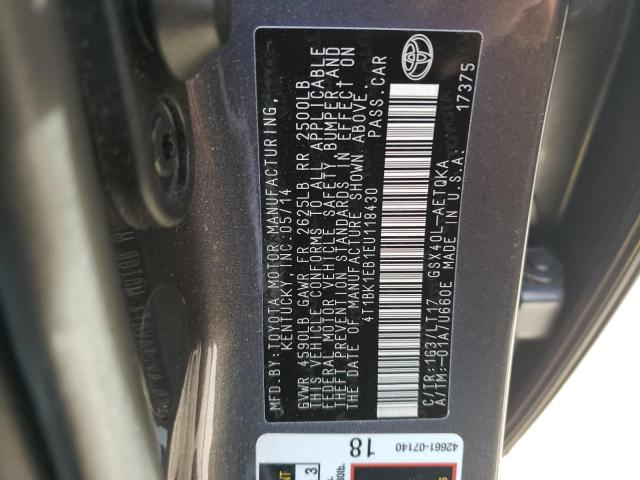 MFD.BY:TOYOTA MOTOR MANUFACTURING,
KENTUCKY, INC. 05/14
GVWR 4590LB GAWR FR 2625LB RR 2500LB
THIS VEHICLE CONFORMS TO ALL APPLICABLE
FEDERAL MOTOR VEHICLE SAFETY, BUMPER, AND
THEFT PREVENTION STANDARDS IN EFFECT ON
THE DATE OF MANUFACTURE SHOWN ABOVE.
4T1BK1EB1EU118430 PASS.CAR
C/TR:1G3/LT17 GSX40L-AETQKA
A/TM:-01A/U660E MADE IN U.S.A. 17375
42661-07140
18
3